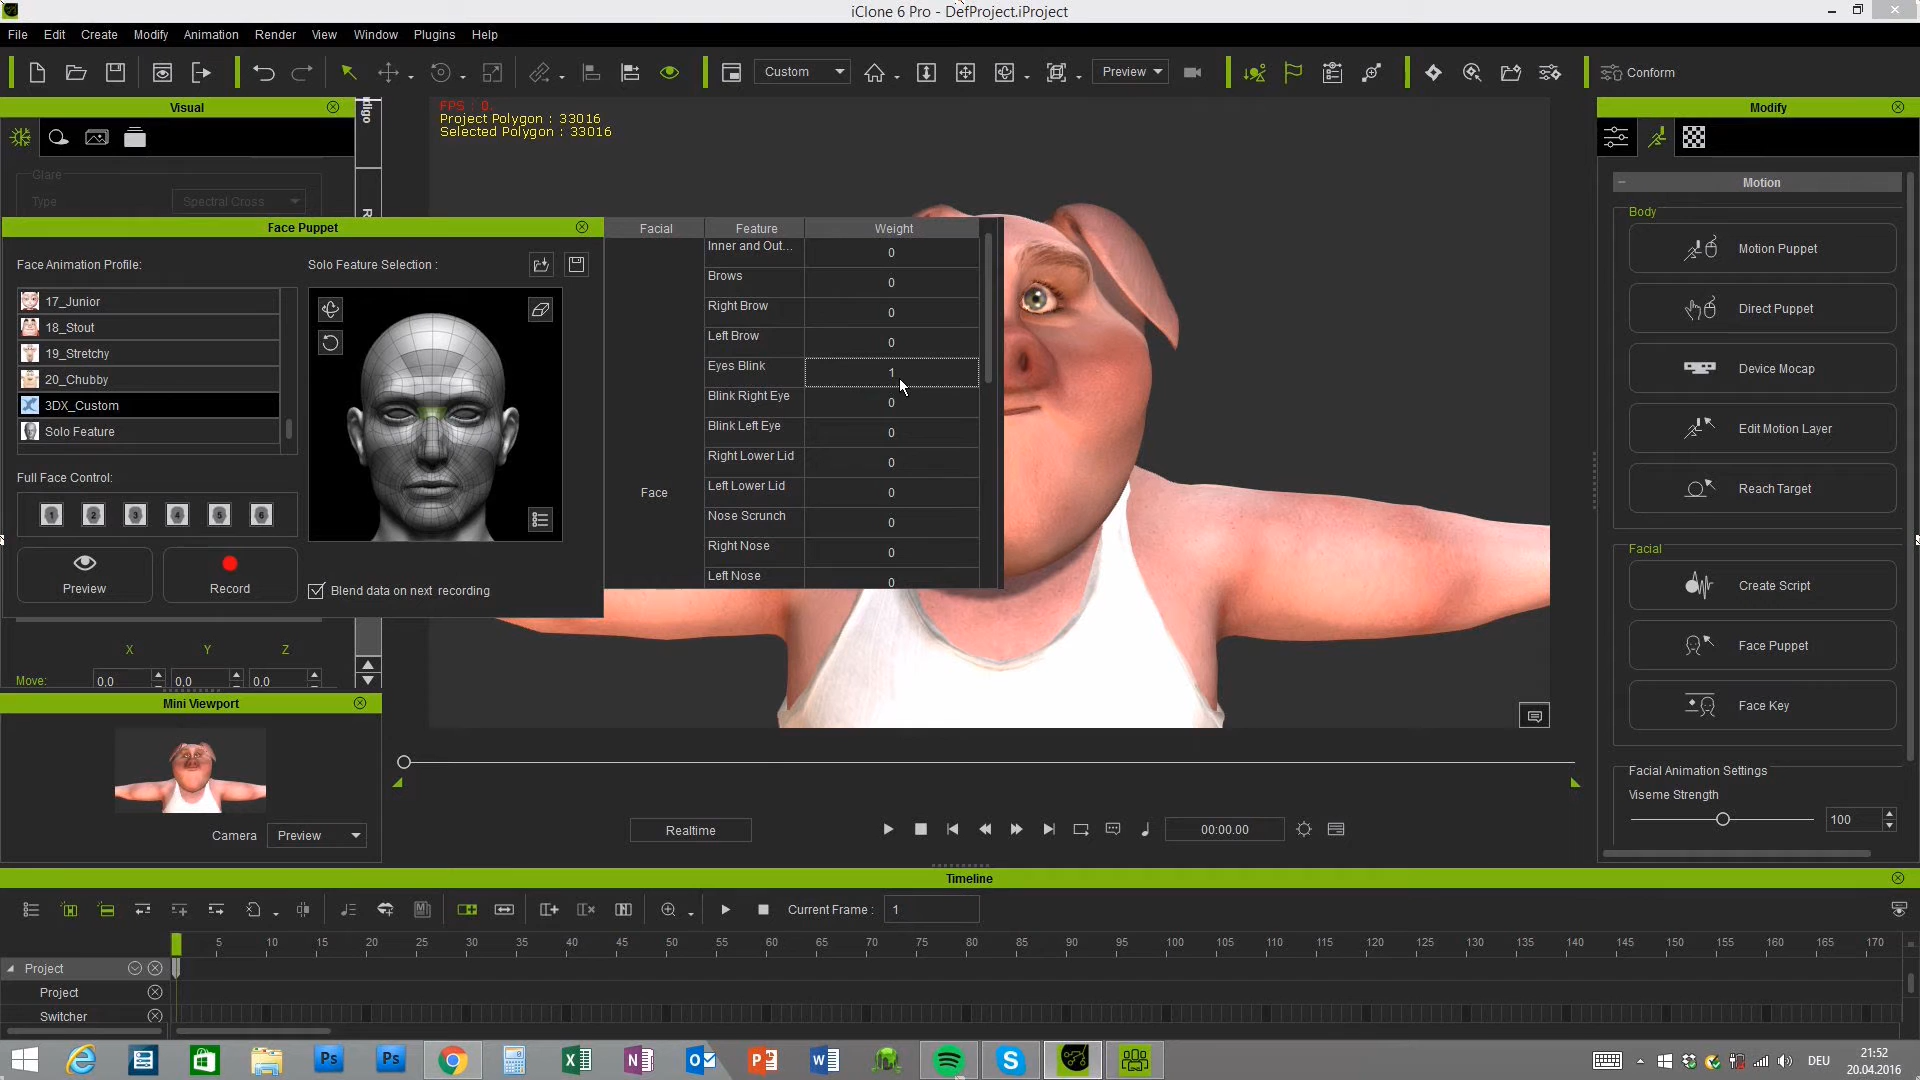 iClone 6 Pro - DefProject.iProject
File Edit Create Modify Animation Render View Window Plugins Help
Custom Preview Conform
Visual
Glare
Type Spectral Cross
FPS : 0.
Project Polygon : 33016
Selected Polygon : 33016
Face Puppet
Face Animation Profile:
17_Junior
18_Stout
19_Stretchy
20_Chubby
3DX_Custom
Solo Feature
Full Face Control:
1 2 3 4 5 6
Preview Record
Solo Feature Selection :
Blend data on next recording
Facial Feature Weight
Face
Inner and Out... 0
Brows 0
Right Brow 0
Left Brow 0
Eyes Blink 1
Blink Right Eye 0
Blink Left Eye 0
Right Lower Lid 0
Left Lower Lid 0
Nose Scrunch 0
Right Nose 0
Left Nose 0
X Y Z
Move: 0,0 0,0 0,0
Mini Viewport
Camera Preview
Realtime
00:00.00
Modify
Motion
Body
Motion Puppet
Direct Puppet
Device Mocap
Edit Motion Layer
Reach Target
Facial
Create Script
Face Puppet
Face Key
Facial Animation Settings
Viseme Strength
100
Timeline
Current Frame : 1
5 10 15 20 25 30 35 40 45 50 55 60 65 70 75 80 85 90 95 100 105 110 115 120 125 130 135 140 145 150 155 160 165 170
Project
Project
Switcher
DEU
21:52
20.04.2016